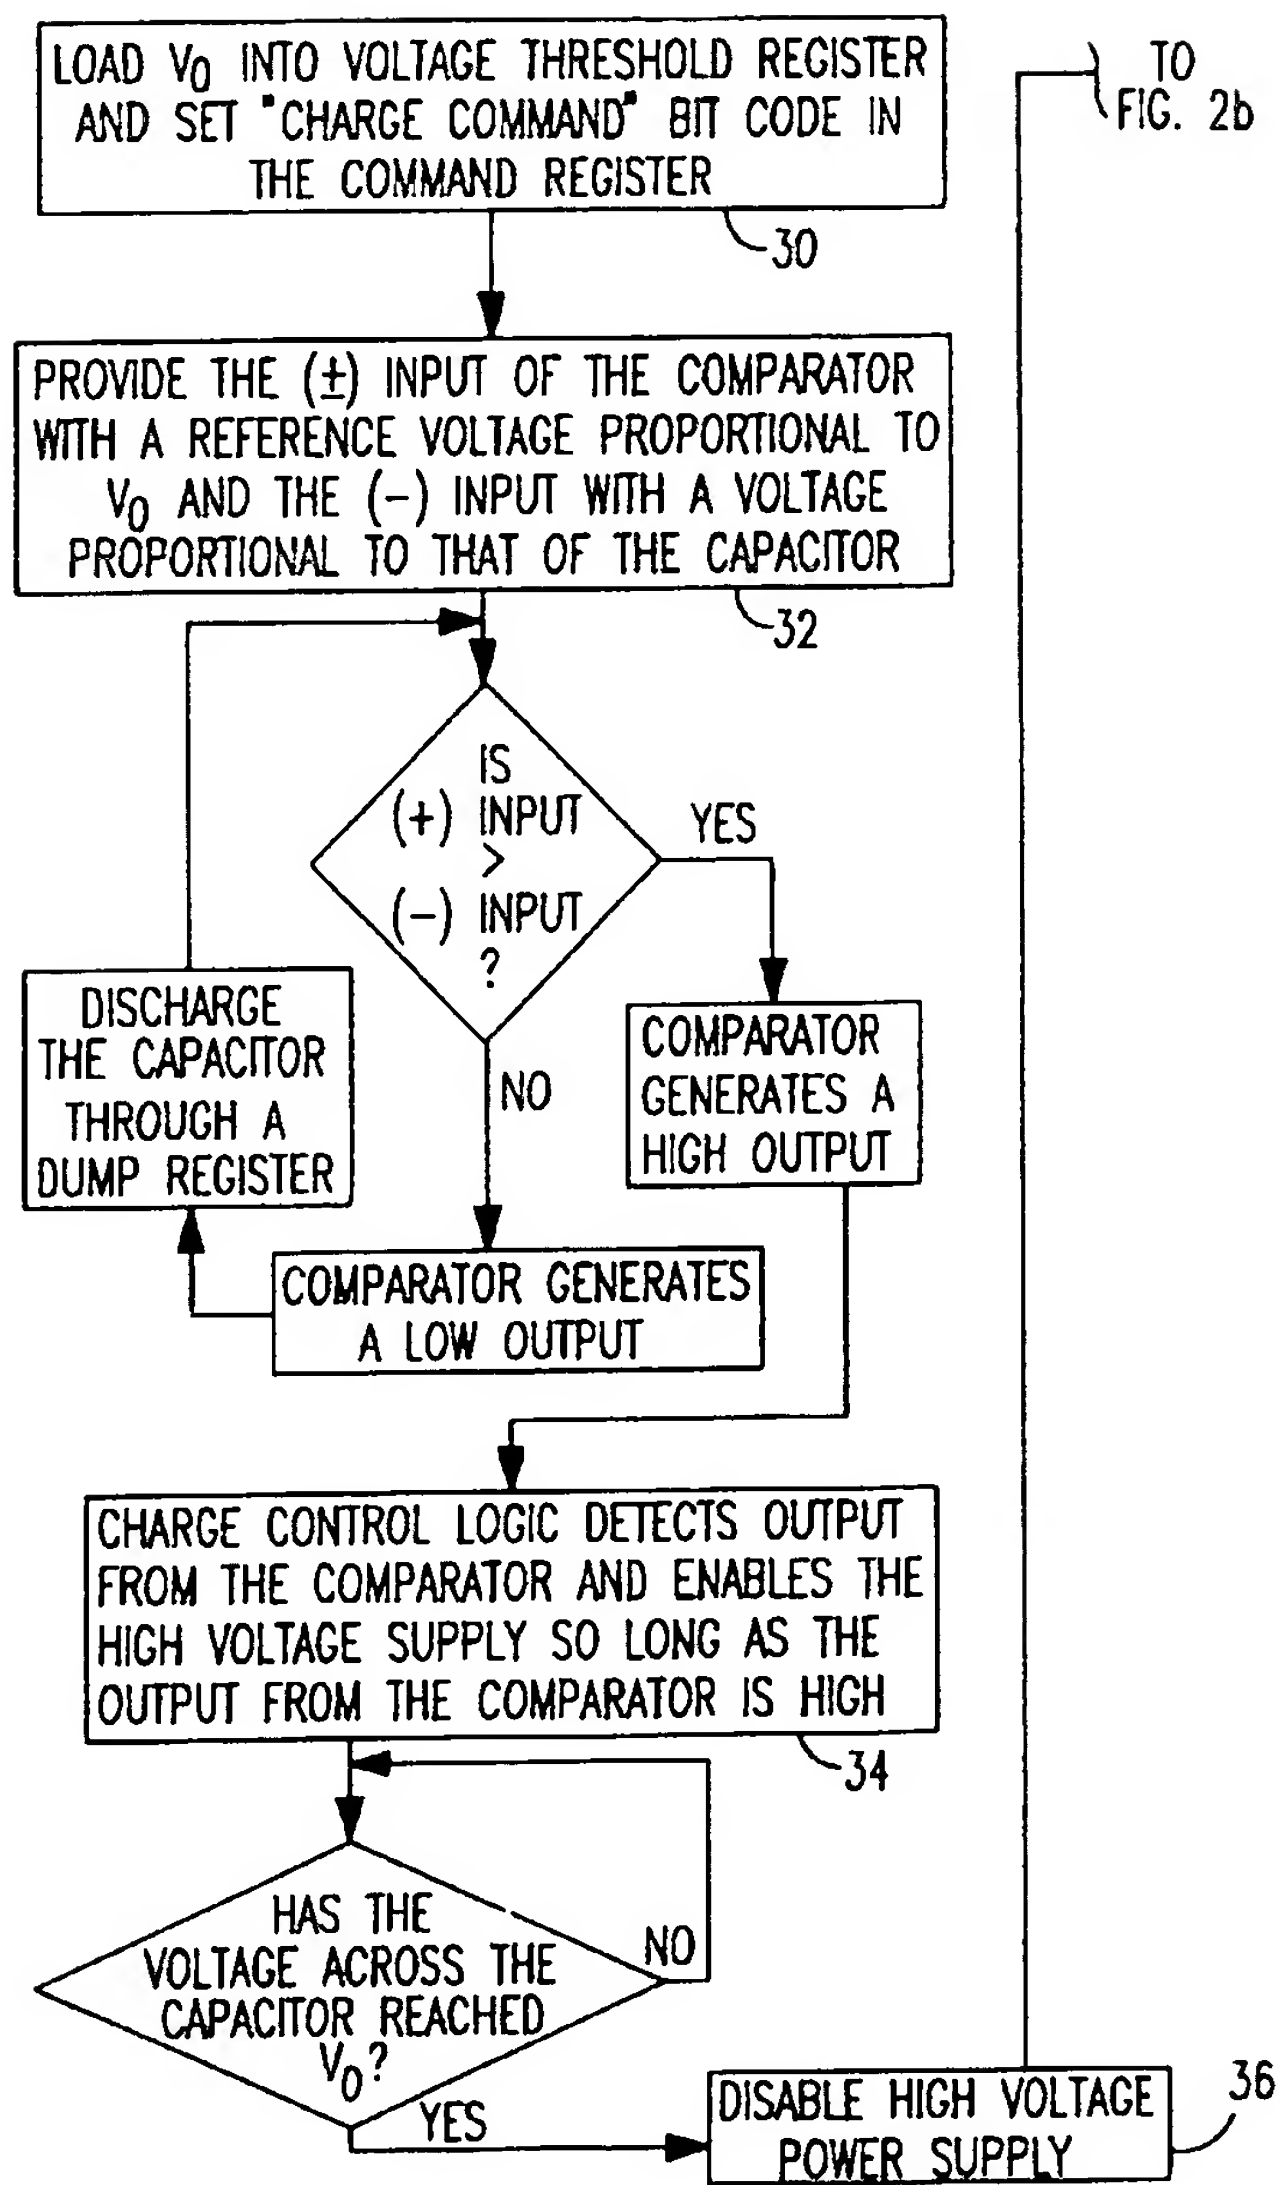 LOAD V0 INTO VOLTAGE THRESHOLD REGISTER
AND SET "CHARGE COMMAND" BIT CODE IN
THE COMMAND REGISTER
30
TO
FIG. 2b
PROVIDE THE (±) INPUT OF THE COMPARATOR
WITH A REFERENCE VOLTAGE PROPORTIONAL TO
V0 AND THE (-) INPUT WITH A VOLTAGE
PROPORTIONAL TO THAT OF THE CAPACITOR
32
IS
(+) INPUT
>
(-) INPUT
?
YES
NO
DISCHARGE
THE CAPACITOR
THROUGH A
DUMP REGISTER
COMPARATOR
GENERATES A
HIGH OUTPUT
COMPARATOR GENERATES
A LOW OUTPUT
CHARGE CONTROL LOGIC DETECTS OUTPUT
FROM THE COMPARATOR AND ENABLES THE
HIGH VOLTAGE SUPPLY SO LONG AS THE
OUTPUT FROM THE COMPARATOR IS HIGH
34
HAS THE
VOLTAGE ACROSS THE
CAPACITOR REACHED
V0?
NO
YES
DISABLE HIGH VOLTAGE
POWER SUPPLY
36